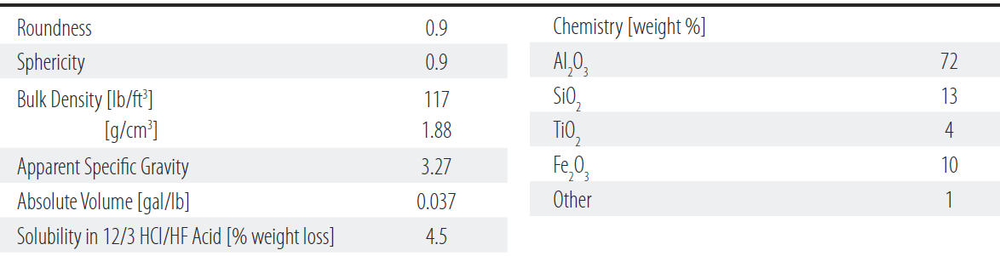 Roundness 0.9
Sphericity 0.9
Bulk Density [lb/ft³] 117
[g/cm³] 1.88
Apparent Specific Gravity 3.27
Absolute Volume [gal/lb] 0.037
Solubility in 12/3 HCl/HF Acid [% weight loss] 4.5
Chemistry [weight %]
Al₂O₃ 72
SiO₂ 13
TiO₂ 4
Fe₂O₃ 10
Other 1